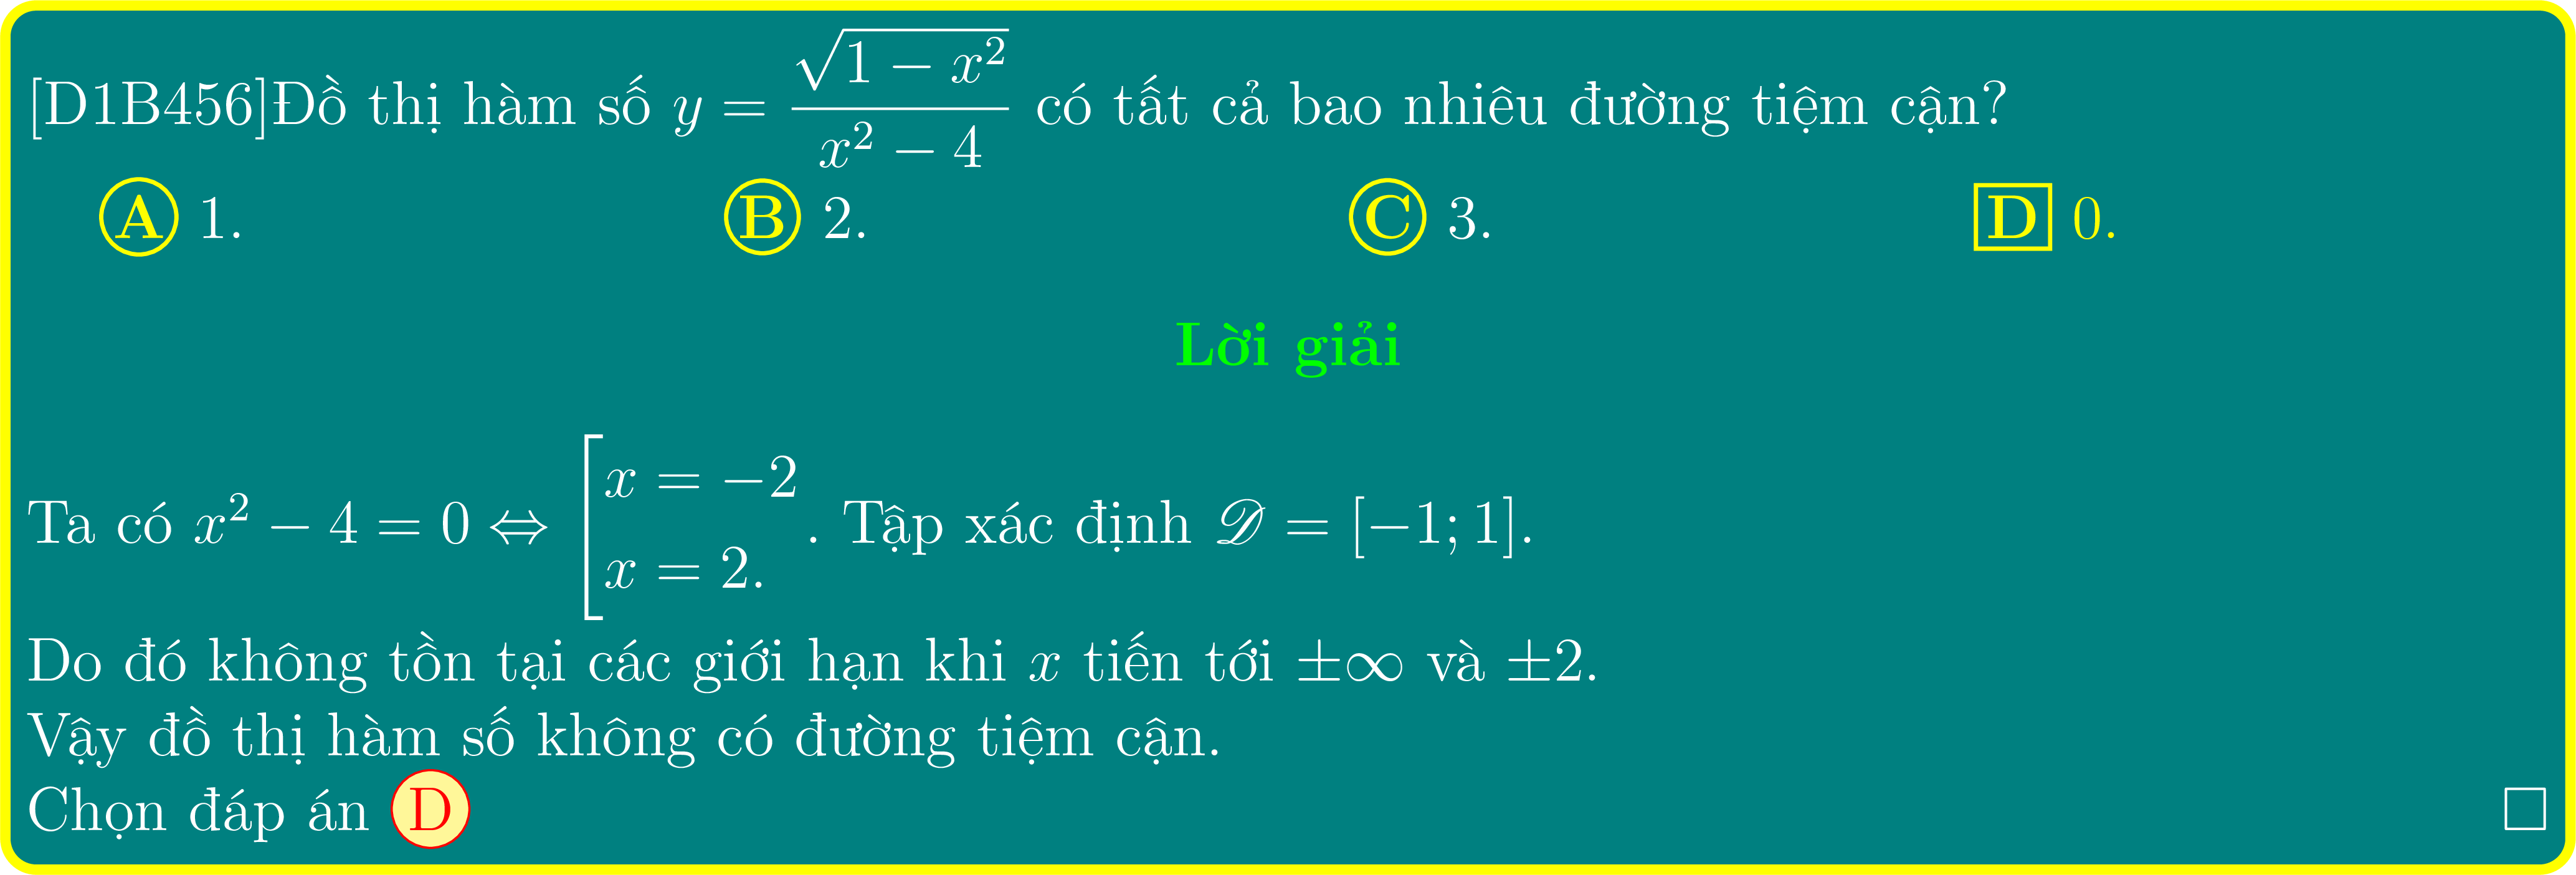 [D1B456]Đồ thị hàm số $y = \dfrac{\sqrt{1-x^2}}{x^2-4}$ có tất cả bao nhiêu đường tiệm cận?
Ⓐ 1. Ⓑ 2. Ⓒ 3. D 0.
Lời giải
Ta có $x^2 - 4 = 0 \Leftrightarrow \left[\begin{array}{l} x = -2 \\ x = 2. \end{array}\right.$ . Tập xác định $\mathscr{D} = [-1; 1]$.
Do đó không tồn tại các giới hạn khi $x$ tiến tới $\pm\infty$ và $\pm 2$.
Vậy đồ thị hàm số không có đường tiệm cận.
Chọn đáp án Ⓓ □